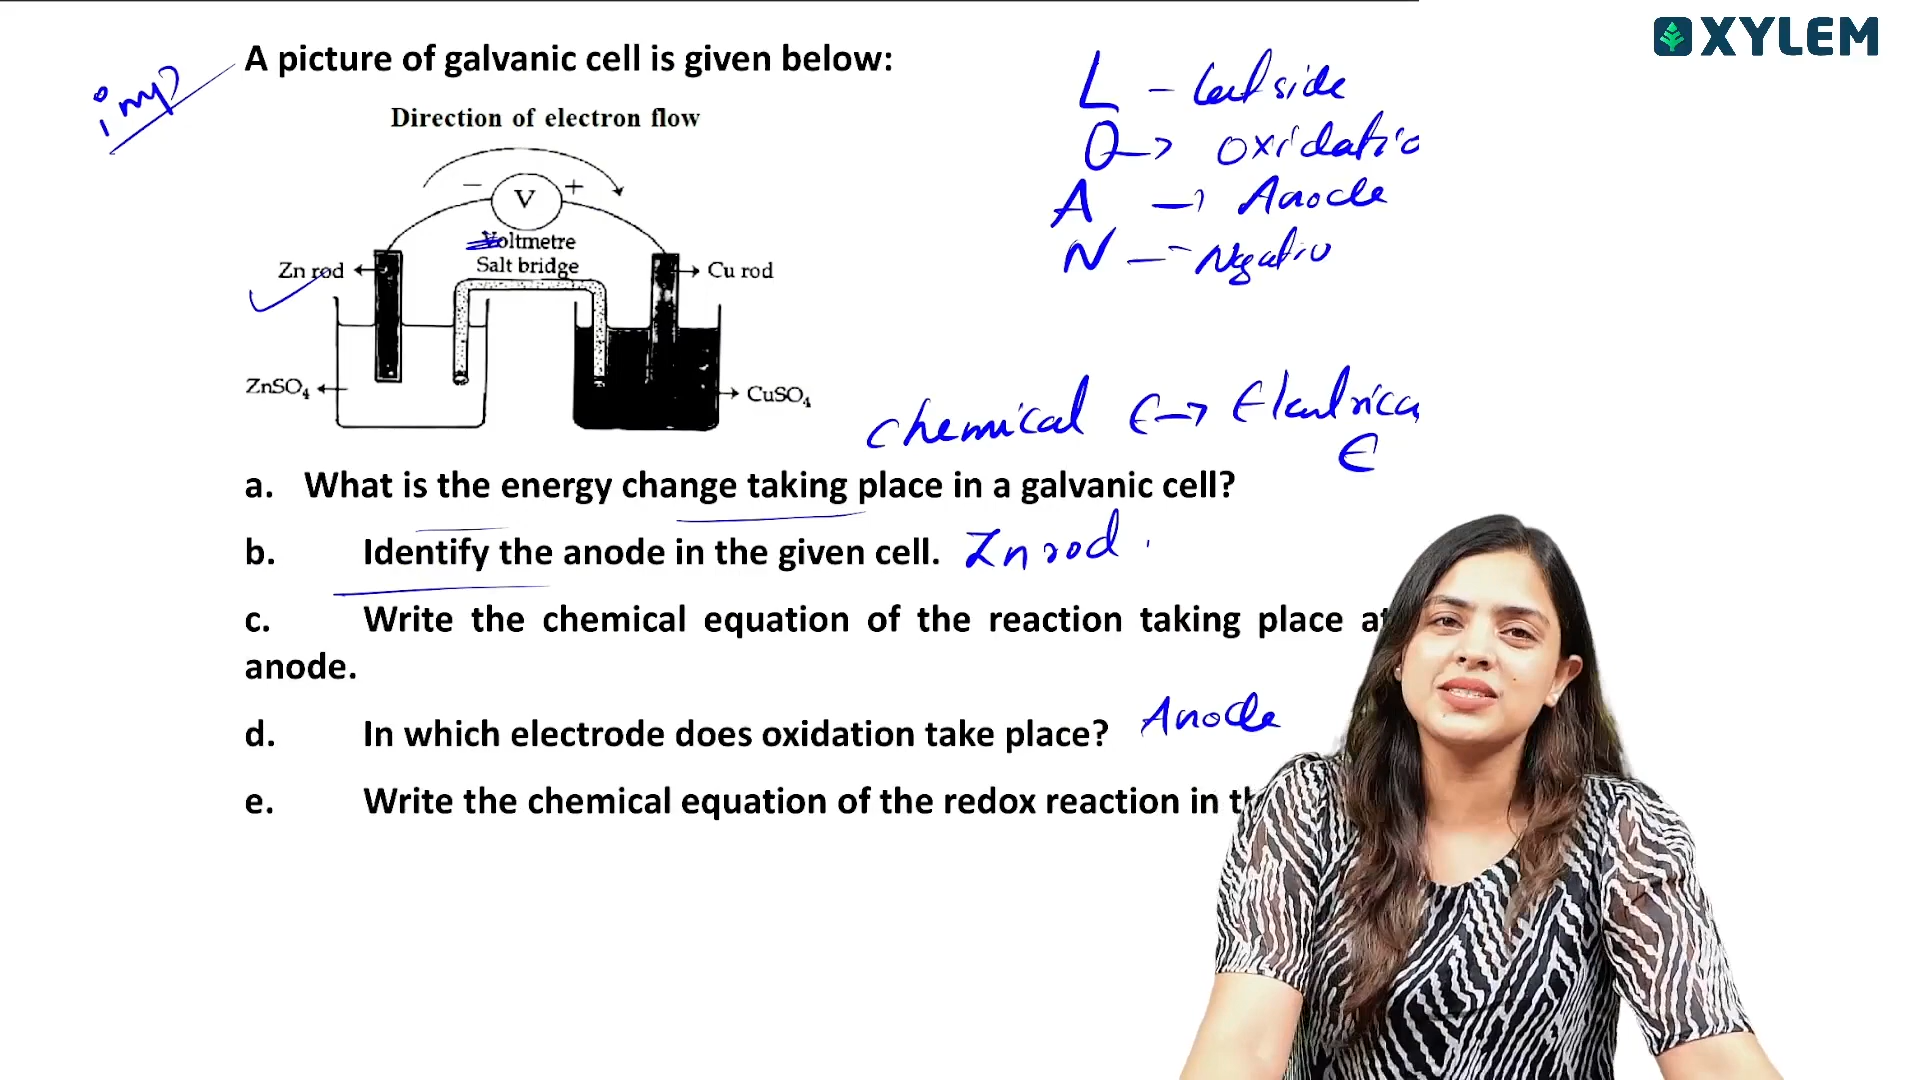 XYLEM
A picture of galvanic cell is given below:
imp
Direction of electron flow
− V +
Voltmetre
Salt bridge
Zn rod
Cu rod
ZnSO₄
CuSO₄
L – Left side
O → oxidatio
A → Anode
N – Negativ
chemical E → Electrical
E
a. What is the energy change taking place in a galvanic cell?
b. Identify the anode in the given cell. Zn rod .
c. Write the chemical equation of the reaction taking place at
anode.
d. In which electrode does oxidation take place? Anode
e. Write the chemical equation of the redox reaction in th